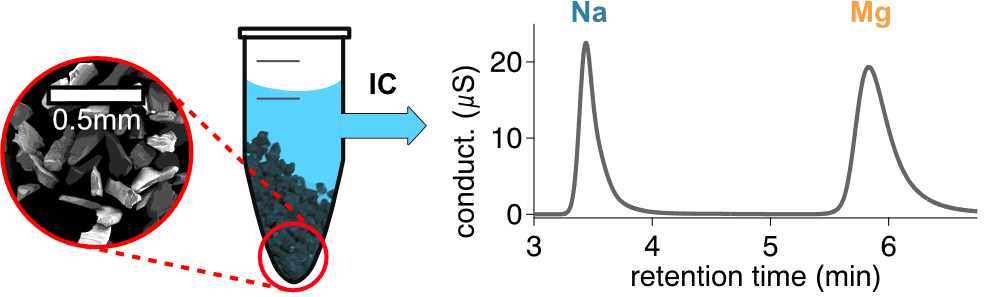 0.5mm
IC
Na
Mg
conduct. (µS)
20
10
0
3
4
5
6
retention time (min)